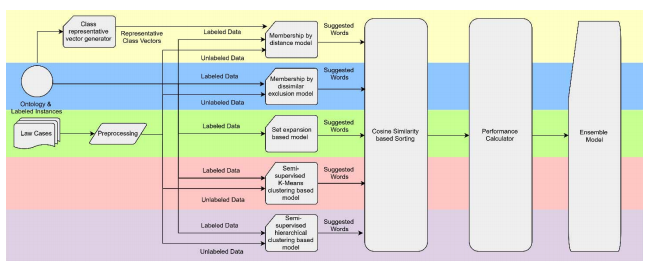 Class
representative
vector generator
Representative
Class Vectors
Labeled Data
Unlabeled Data
Membership by
distance model
Suggested
Words
Ontology &
Labeled Instances
Labeled Data
Unlabeled Data
Membership by
dissimilar
exclusion model
Suggested
Words
Law Cases
Preprocessing
Labeled Data
Set expansion
based model
Suggested
Words
Cosine Similarity
based Sorting
Performance
Calculator
Ensemble
Model
Labeled Data
Unlabeled Data
Semi-
supervised
K-Means
clustering based
model
Suggested
Words
Labeled Data
Unlabeled Data
Semi-
supervised
hierarchical
clustering based
model
Suggested
Words